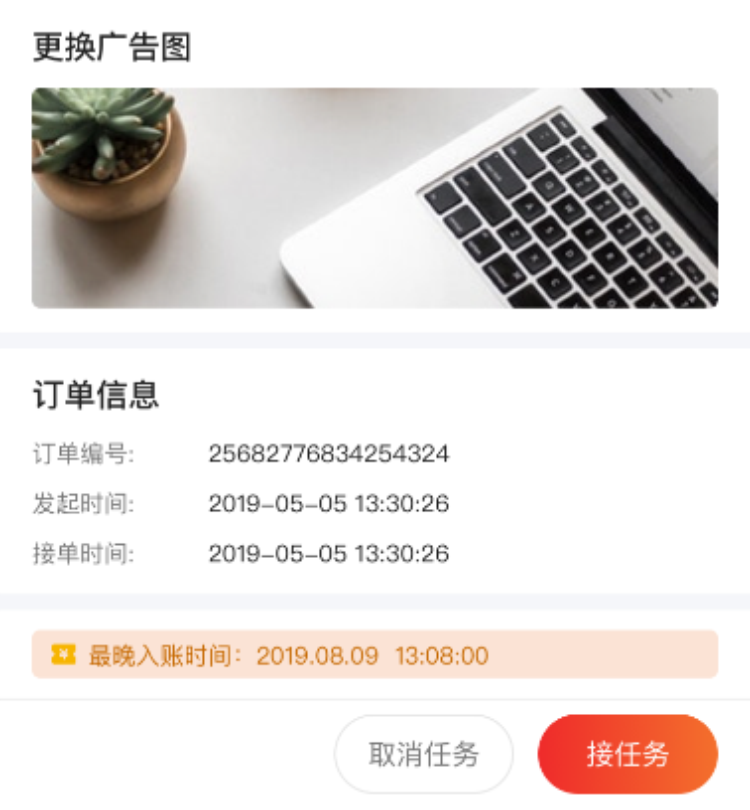 更换广告图
订单信息
订单编号: 25682776834254324
发起时间: 2019-05-05 13:30:26
接单时间: 2019-05-05 13:30:26
最晚入账时间: 2019.08.09 13:08:00
取消任务 接任务